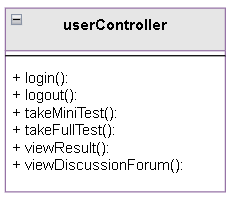 userController
+ login():
+ logout():
+ takeMiniTest():
+ takeFullTest():
+ viewResult():
+ viewDiscussionForum():